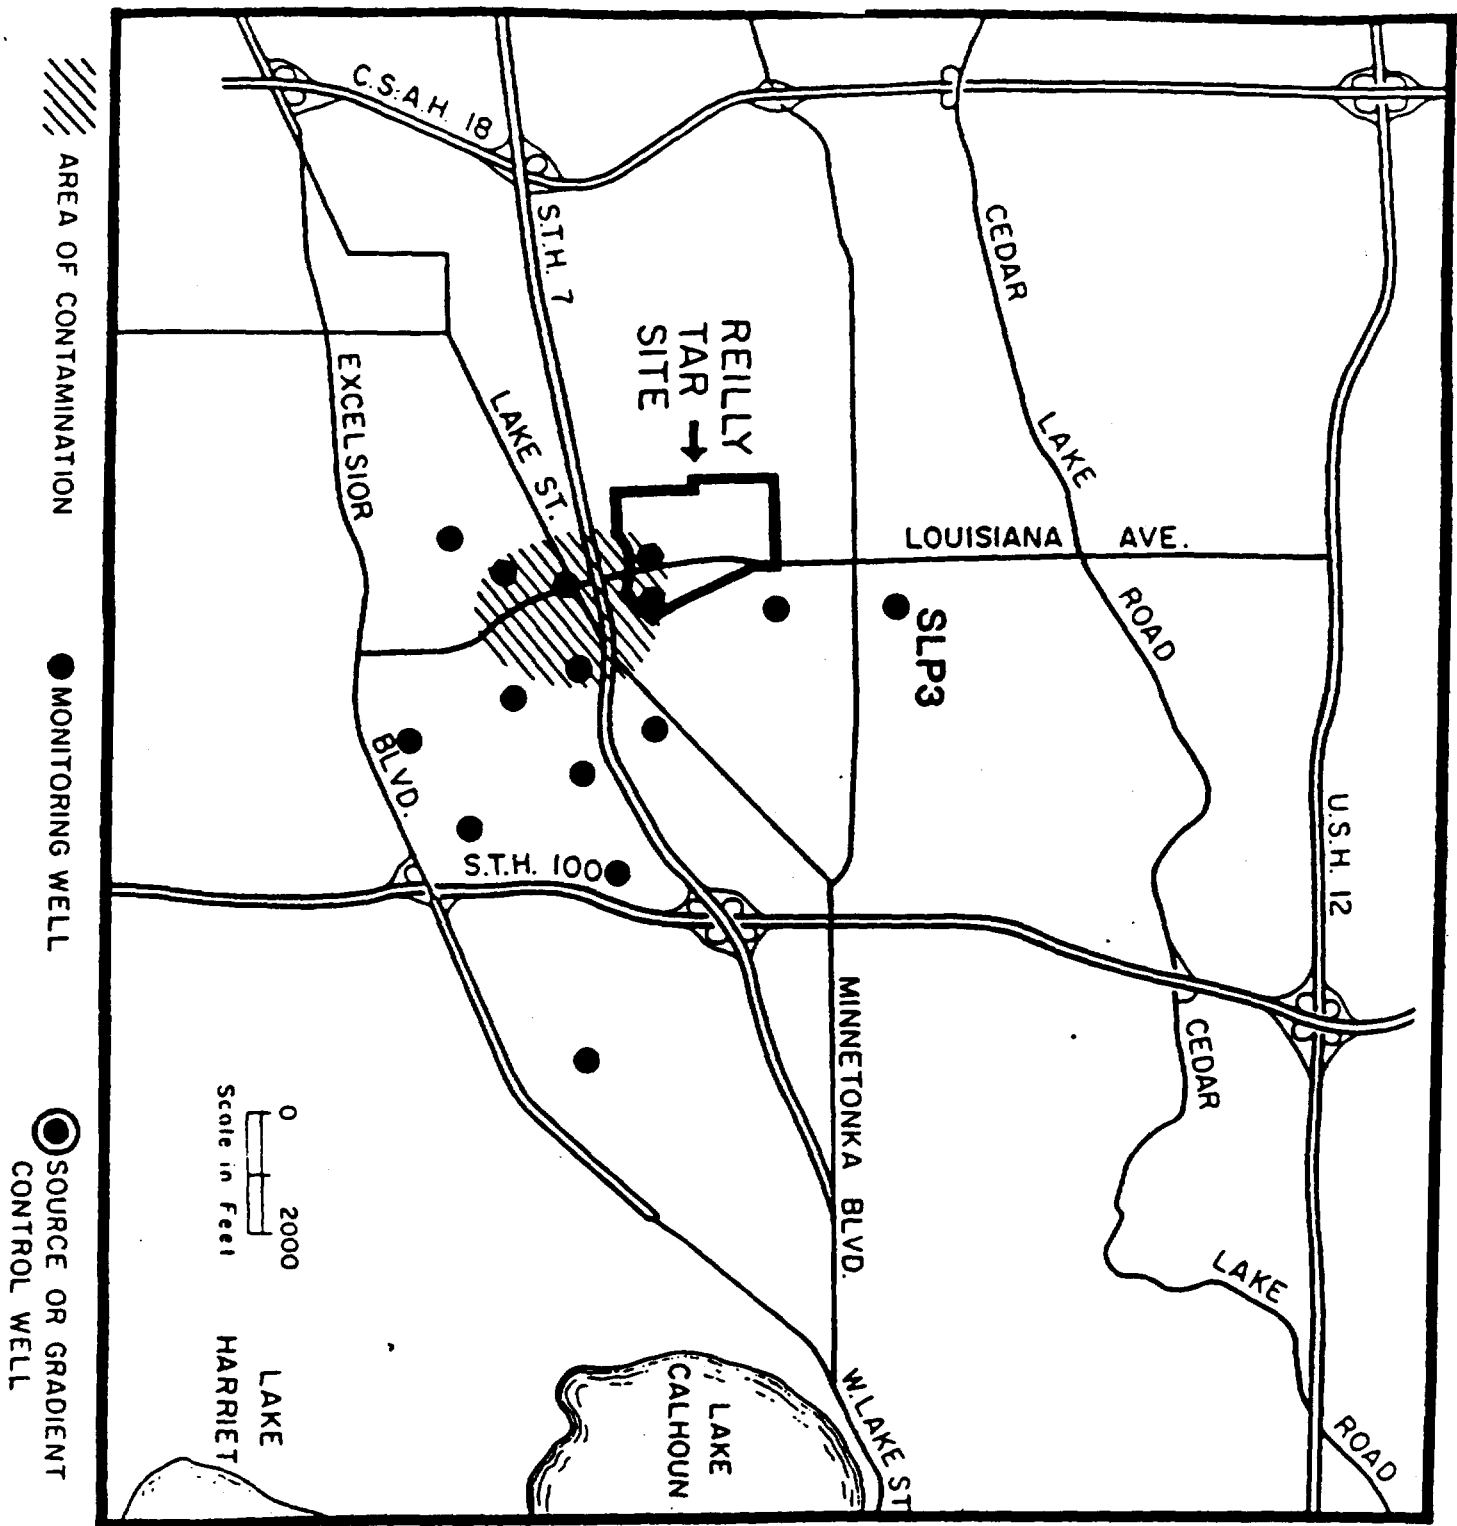 U.S.H. 12
CEDAR
LAKE
ROAD
CEDAR
LAKE
ROAD
LOUISIANA AVE.
SLP3
MINNETONKA BLVD.
W. LAKE ST
REILLY
TAR
SITE
C.S.A.H. 18
S.T.H. 7
LAKE ST.
EXCELSIOR
BLVD.
S.T.H. 100
LAKE
CALHOUN
LAKE
HARRIET
0 2000
Scale in Feet
AREA OF CONTAMINATION
MONITORING WELL
SOURCE OR GRADIENT
CONTROL WELL